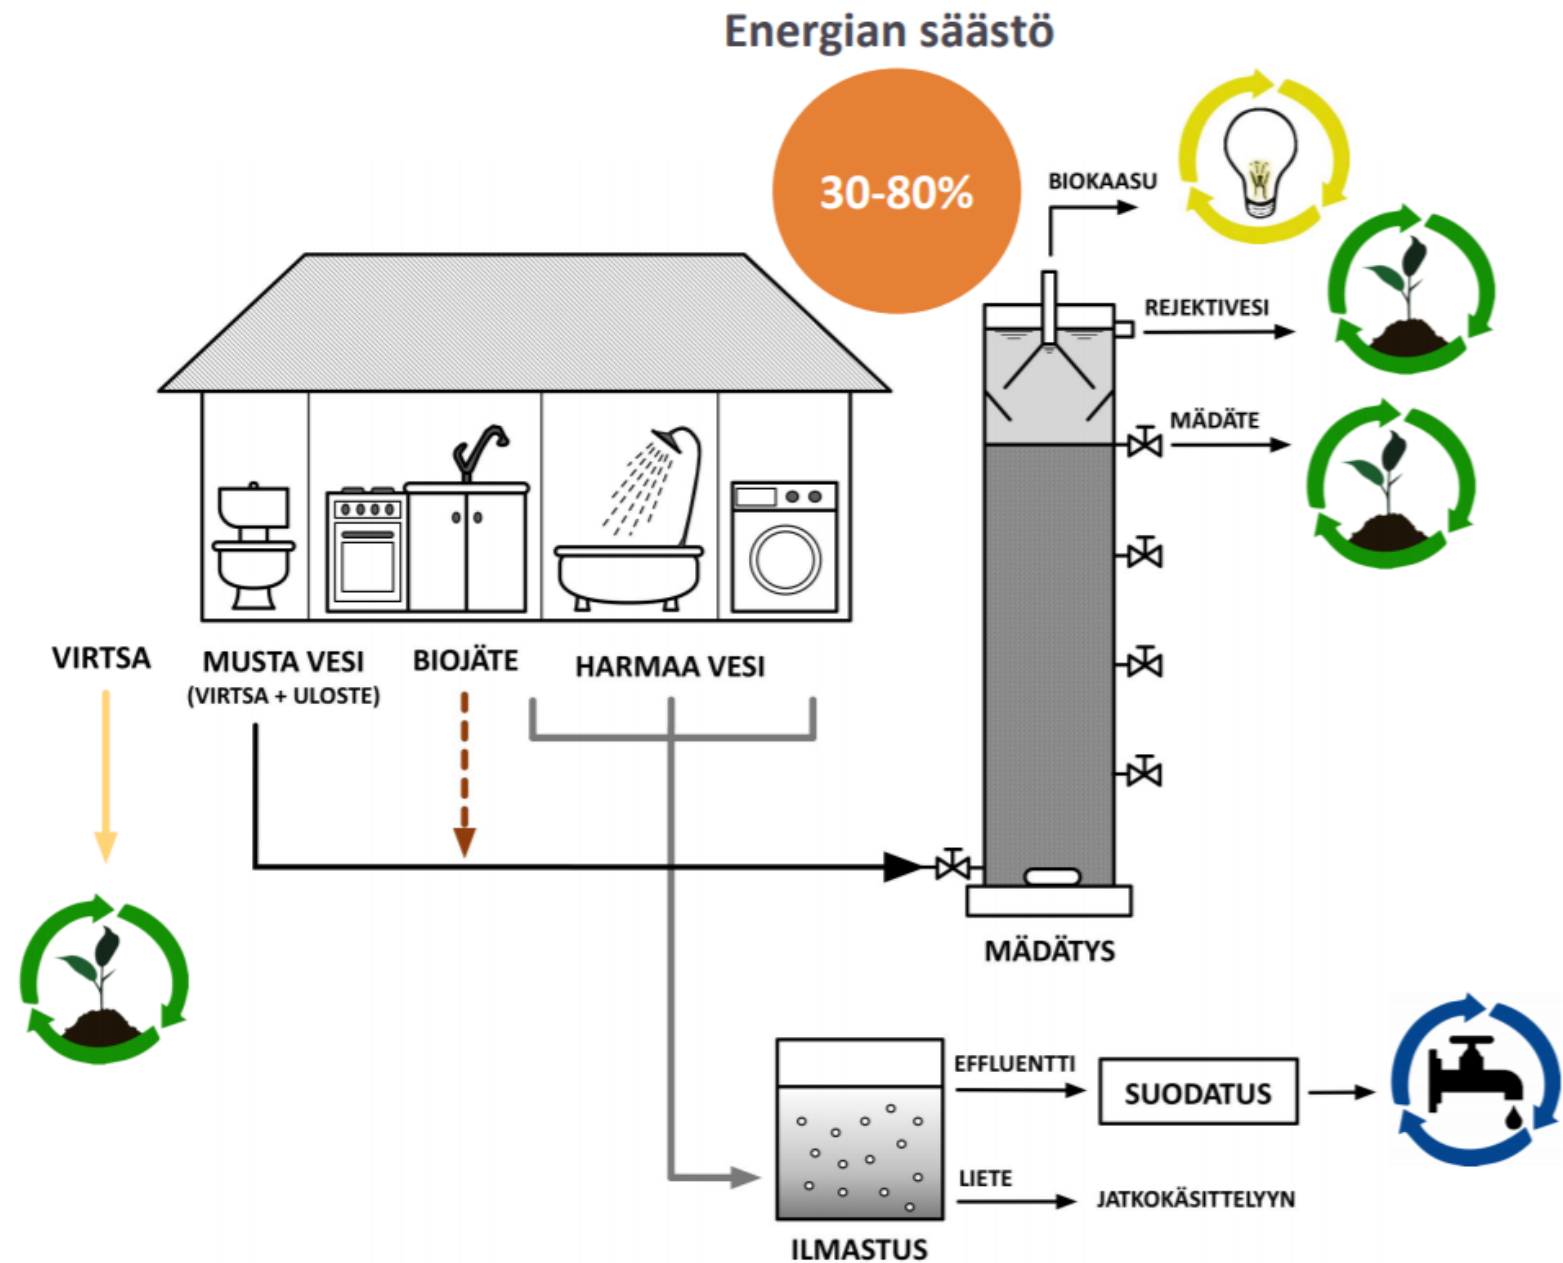 Energian säästö
30-80%
BIOKAASU
REJEKTIVESI
MÄDÄTE
VIRTSA
MUSTA VESI
(VIRTSA + ULOSTE)
BIOJÄTE
HARMAA VESI
MÄDÄTYS
EFFLUENTTI
SUODATUS
LIETE
JATKOKÄSITTELYYN
ILMASTUS